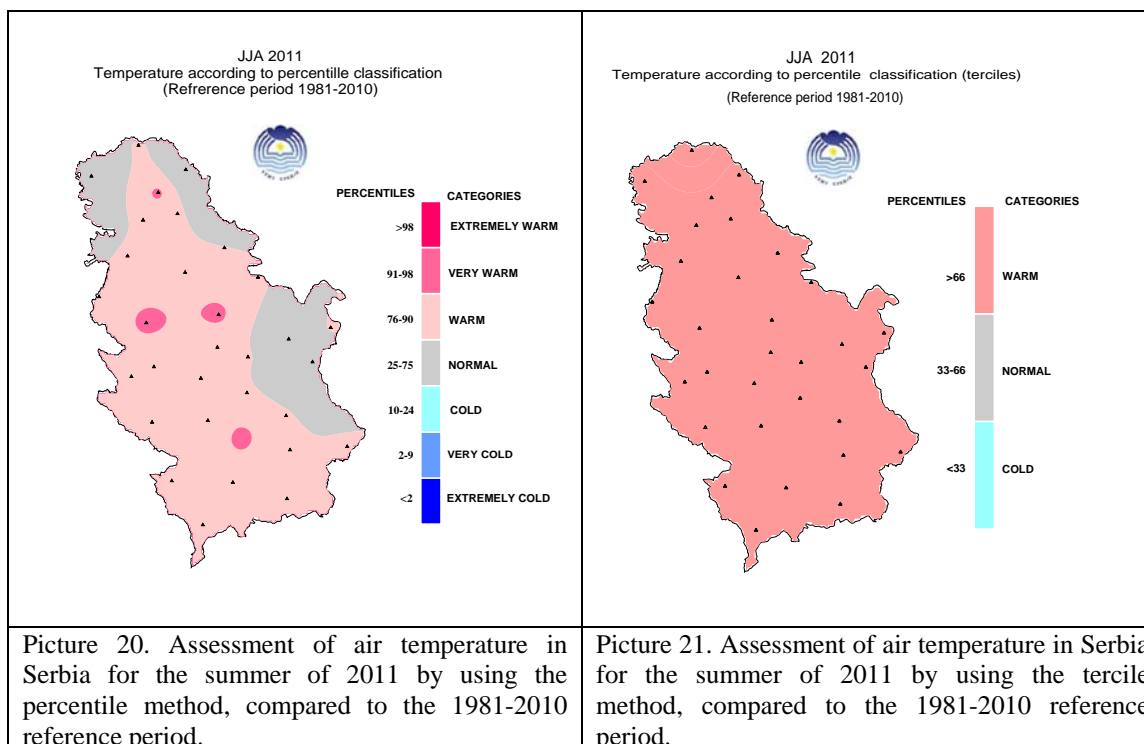 JJA 2011
Temperature according to percentille classification
(Refrerence period 1981-2010)
PERCENTILES
CATEGORIES
>98
EXTREMELY WARM
91-98
VERY WARM
76-90
WARM
25-75
NORMAL
10-24
COLD
2-9
VERY COLD
<2
EXTREMELY COLD
JJA 2011
Temperature according to percentile classification (terciles)
(Reference period 1981-2010)
PERCENTILES
CATEGORIES
>66
WARM
33-66
NORMAL
<33
COLD
Picture 20. Assessment of air temperature in
Serbia for the summer of 2011 by using the
percentile method, compared to the 1981-2010
reference period.
Picture 21. Assessment of air temperature in Serbia
for the summer of 2011 by using the tercile
method, compared to the 1981-2010 reference
period.